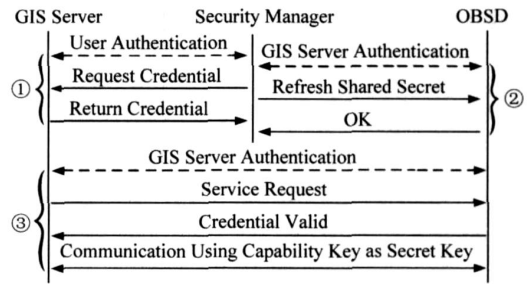 GIS Server Security Manager OBSD
User Authentication
GIS Server Authentication
① Request Credential
Refresh Shared Secret ②
Return Credential
OK
GIS Server Authentication
Service Request
③ Credential Valid
Communication Using Capability Key as Secret Key